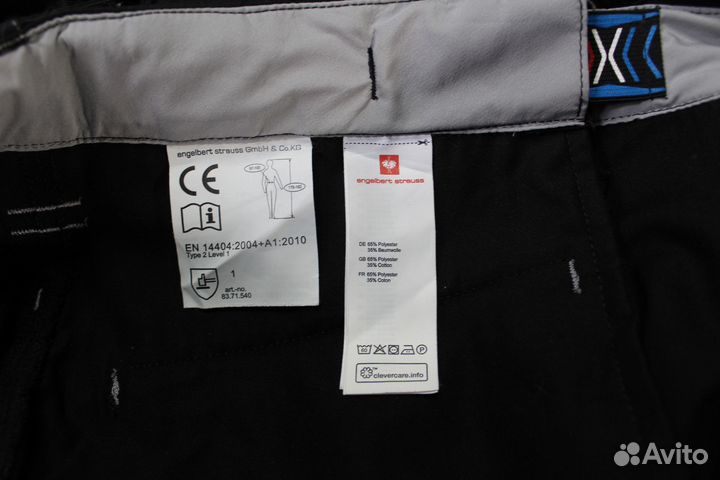 engelbert strauss GmbH & Co.KG
CE
EN 14404:2004+A1:2010
Type 2 Level 1
1
art.-no.
83.71.540
engelbert strauss
DE 65% Polyester
35% Baumwolle
GB 65% Polyester
35% Cotton
FR 65% Polyester
35% Coton
60
P
clevercare.info
Avito